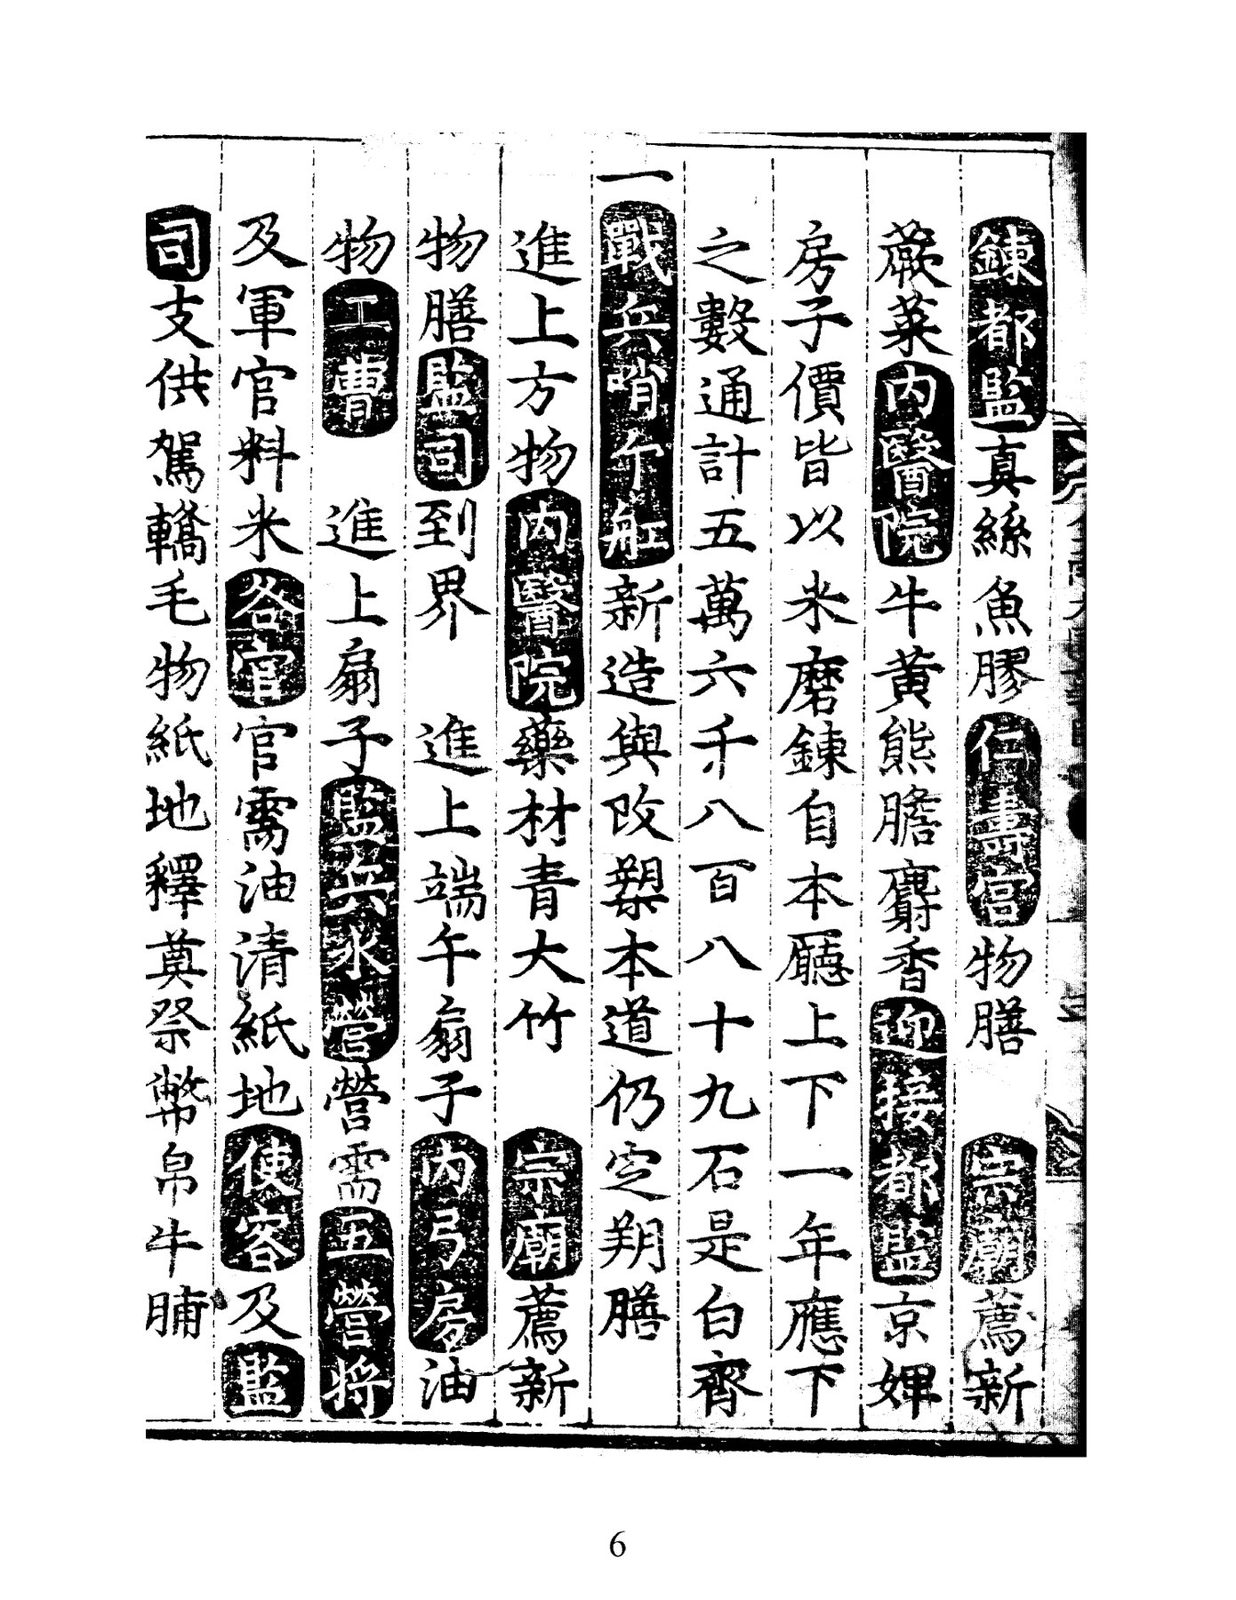 鍊都監真絲魚膠仁壽宮物膳 宗廟薦新
蕨菜內醫院牛黃熊膽麝香迎接都監京婢
房子價皆以米磨鍊自本廳上下一年應下
之數通計五萬六千八百八十九石是白齊
一戰兵哨乍舡新造與改槊本道仍定朔膳
進上方物內醫院藥材青大竹 宗廟薦新
物膳監司到界 進上端午扇子內弓房油
物工曹 進上扇子監兵水營營需五營將
及軍官料米各官官需油清紙地使客及監
司支供駕轎毛物紙地釋奠祭幣帛牛脯
6